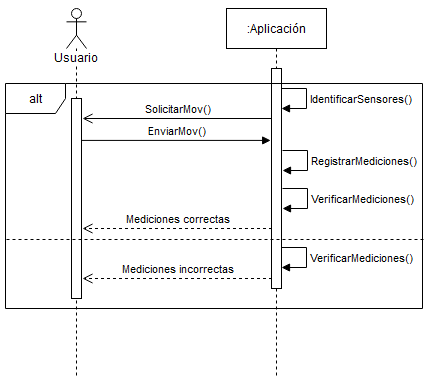 :Aplicación
Usuario
alt
IdentificarSensores()
SolicitarMov()
EnviarMov()
RegistrarMediciones()
VerificarMediciones()
Mediciones correctas
VerificarMediciones()
Mediciones incorrectas